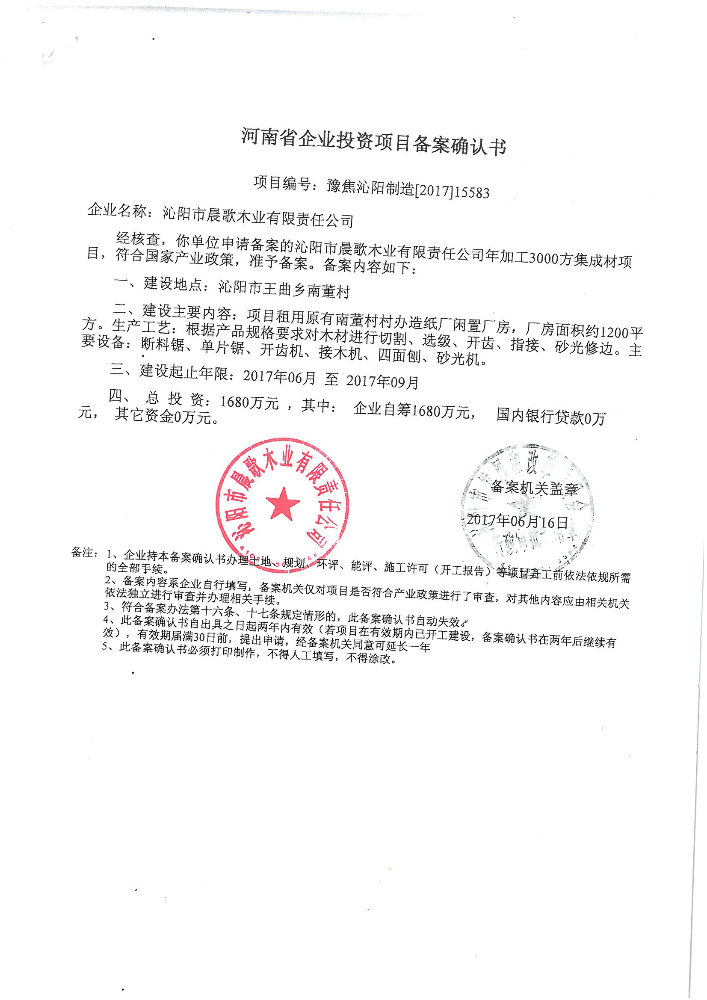 河南省企业投资项目备案确认书
项目编号：豫焦沁阳制造[2017]15583
企业名称：沁阳市晨歌木业有限责任公司
经核查，你单位申请备案的沁阳市晨歌木业有限责任公司年加工3000方集成材项
目，符合国家产业政策，准予备案。备案内容如下：
一、建设地点：沁阳市王曲乡南董村
二、建设主要内容：项目租用原有南董村村办造纸厂闲置厂房，厂房面积约1200平
方。生产工艺：根据产品规格要求对木材进行切割、选级、开齿、指接、砂光修边。主
要设备：断料锯、单片锯、开齿机、接木机、四面刨、砂光机。
三、建设起止年限：2017年06月 至 2017年09月
四、 总 投 资：1680万元 ，其中： 企业自筹1680万元， 国内银行贷款0万
元， 其它资金0万元。
沁阳市晨歌木业有限责任公司
备案机关盖章
2017年06月16日
备注：1、企业持本备案确认书办理土地、规划、环评、能评、施工许可（开工报告）等项目开工前依法依规所需
的全部手续。
2、备案内容系企业自行填写，备案机关仅对项目是否符合产业政策进行了审查，对其他内容应由相关机关
依法独立进行审查并办理相关手续。
3、符合备案办法第十六条、十七条规定情形的，此备案确认书自动失效。
4、此备案确认书自出具之日起两年内有效（若项目在有效期内已开工建设，备案确认书在两年后继续有
效），有效期届满30日前，提出申请，经备案机关同意可延长一年
5、此备案确认书必须打印制作，不得人工填写，不得涂改。